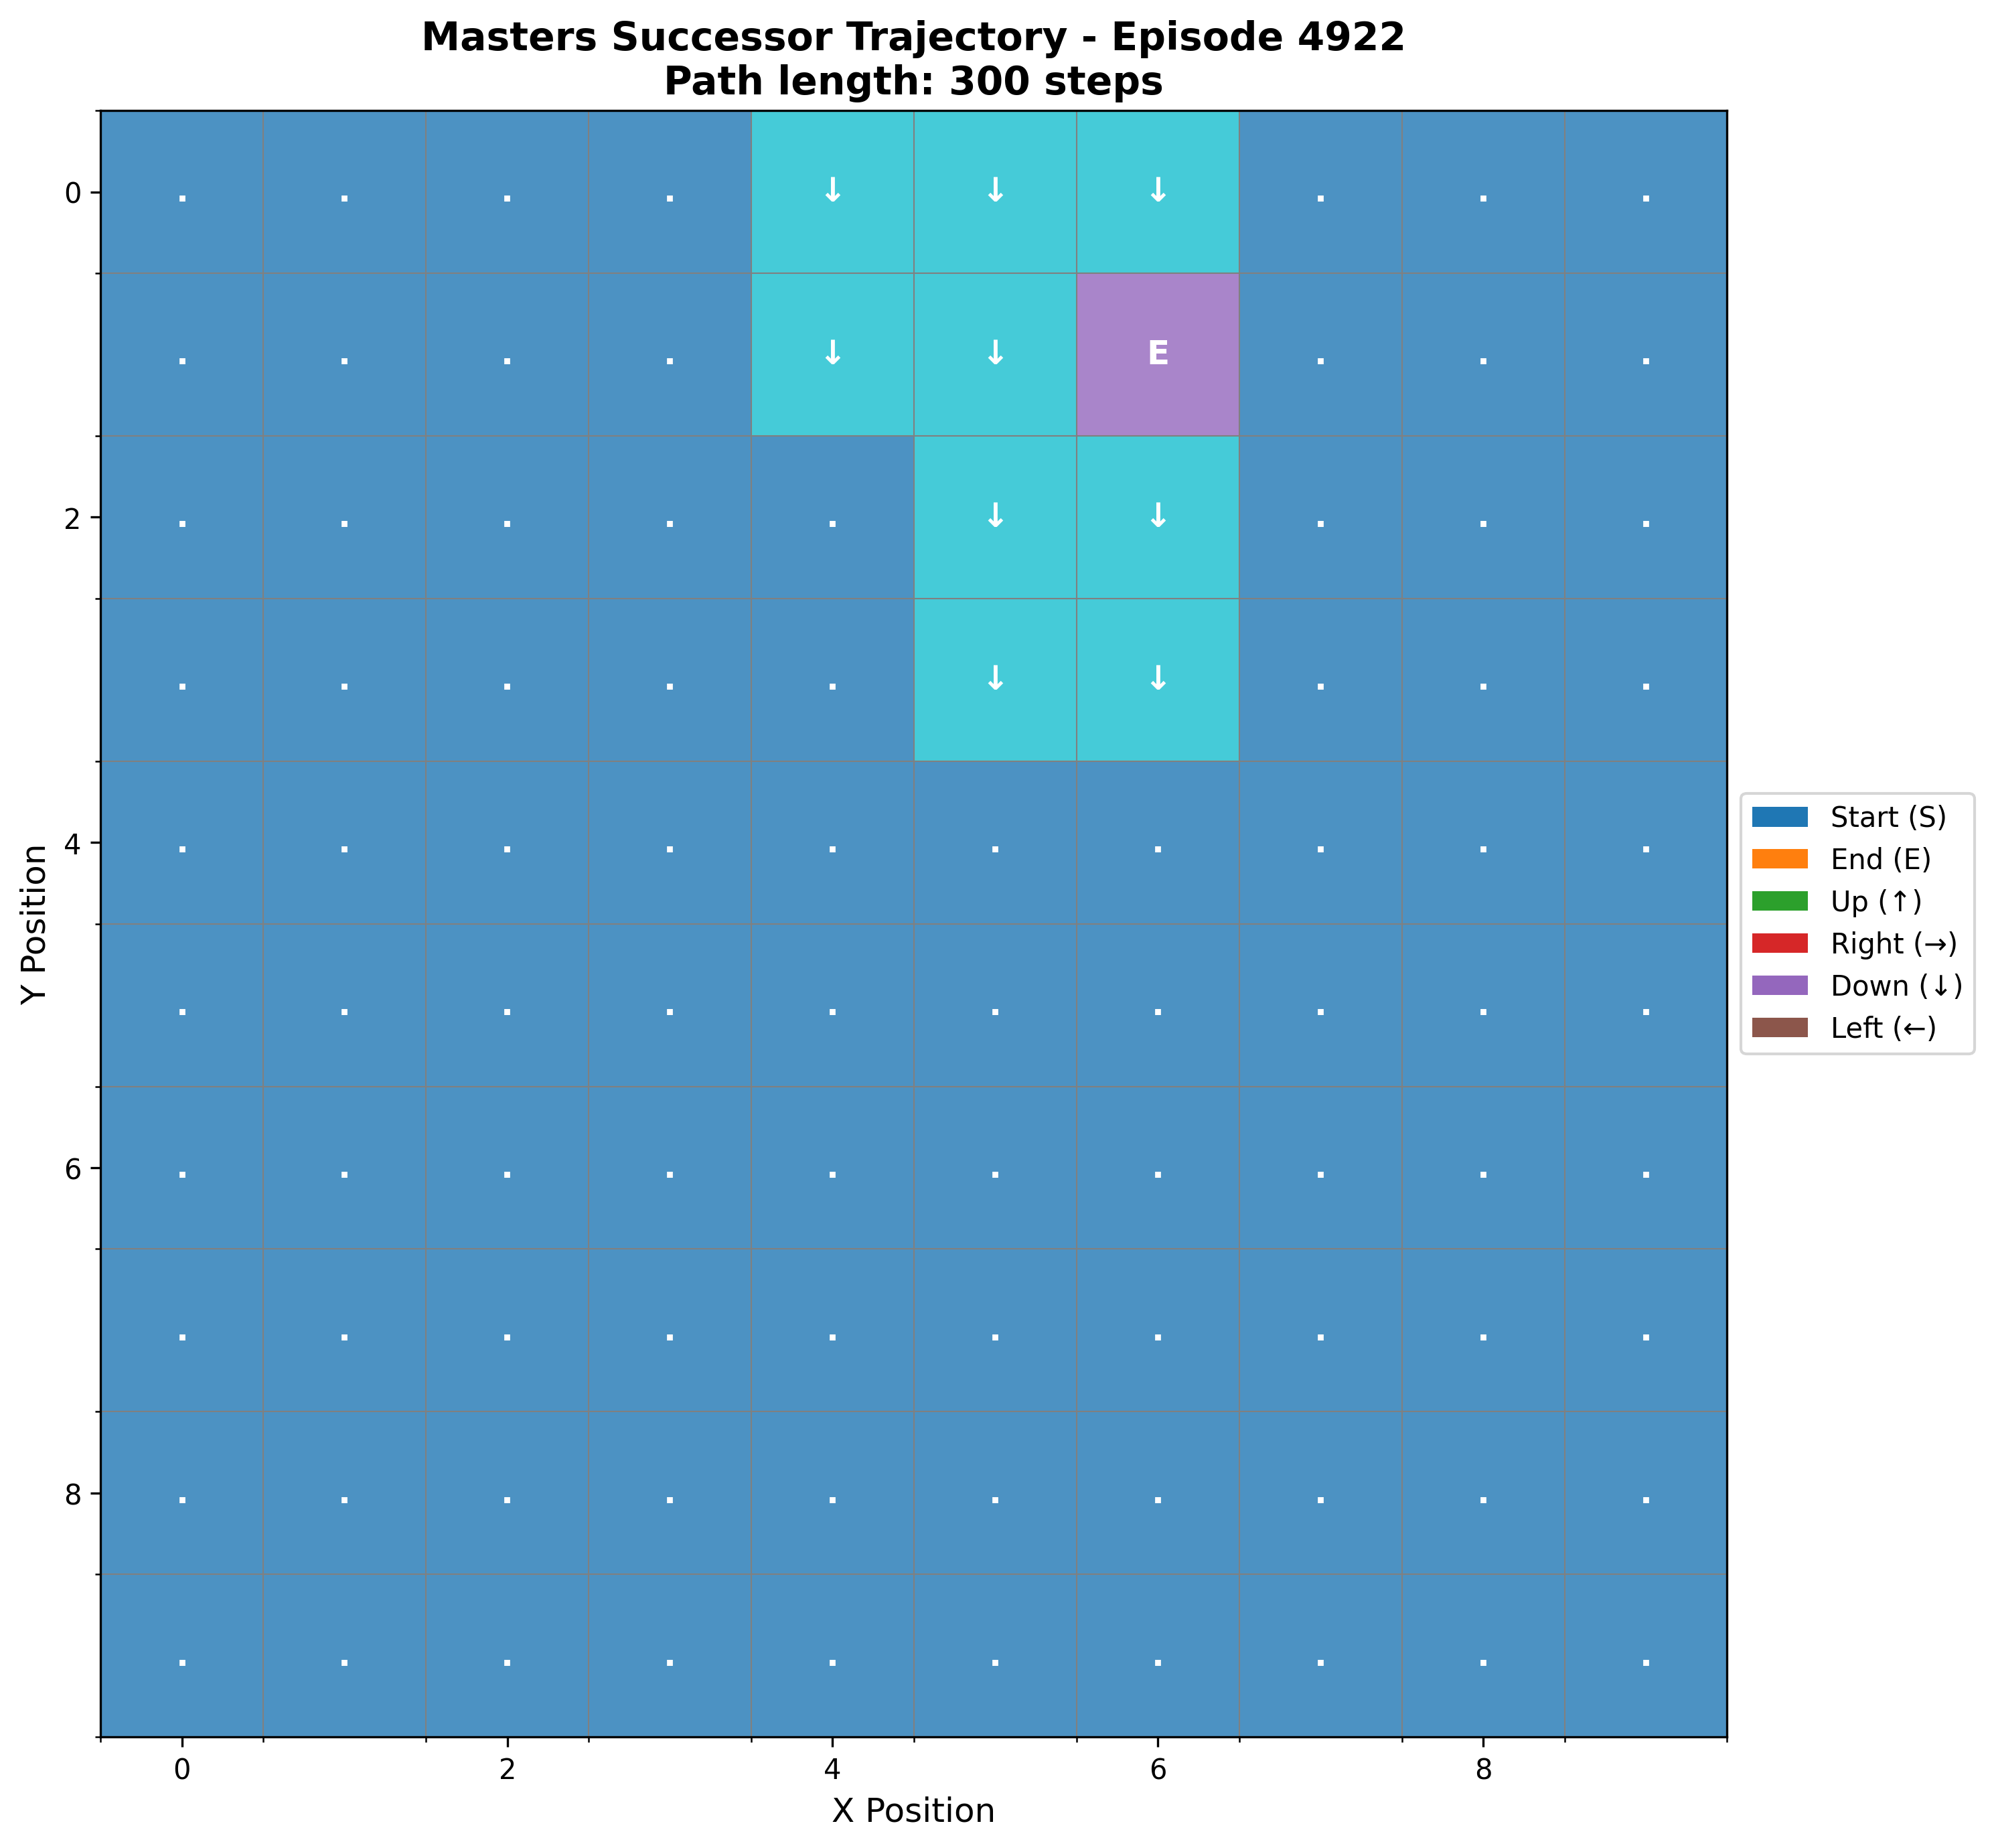 Masters Successor Trajectory - Episode 4922
Path length: 300 steps
0 . . . . ↓ ↓ ↓ . . .
. . . . ↓ ↓ E . . .
2 . . . . . ↓ ↓ . . .
. . . . . ↓ ↓ . . .
4 . . . . . . . . . .
. . . . . . . . . .
6 . . . . . . . . . .
. . . . . . . . . .
8 . . . . . . . . . .
. . . . . . . . . .
0 2 4 6 8
X Position
Y Position
Start (S)
End (E)
Up (↑)
Right (→)
Down (↓)
Left (←)